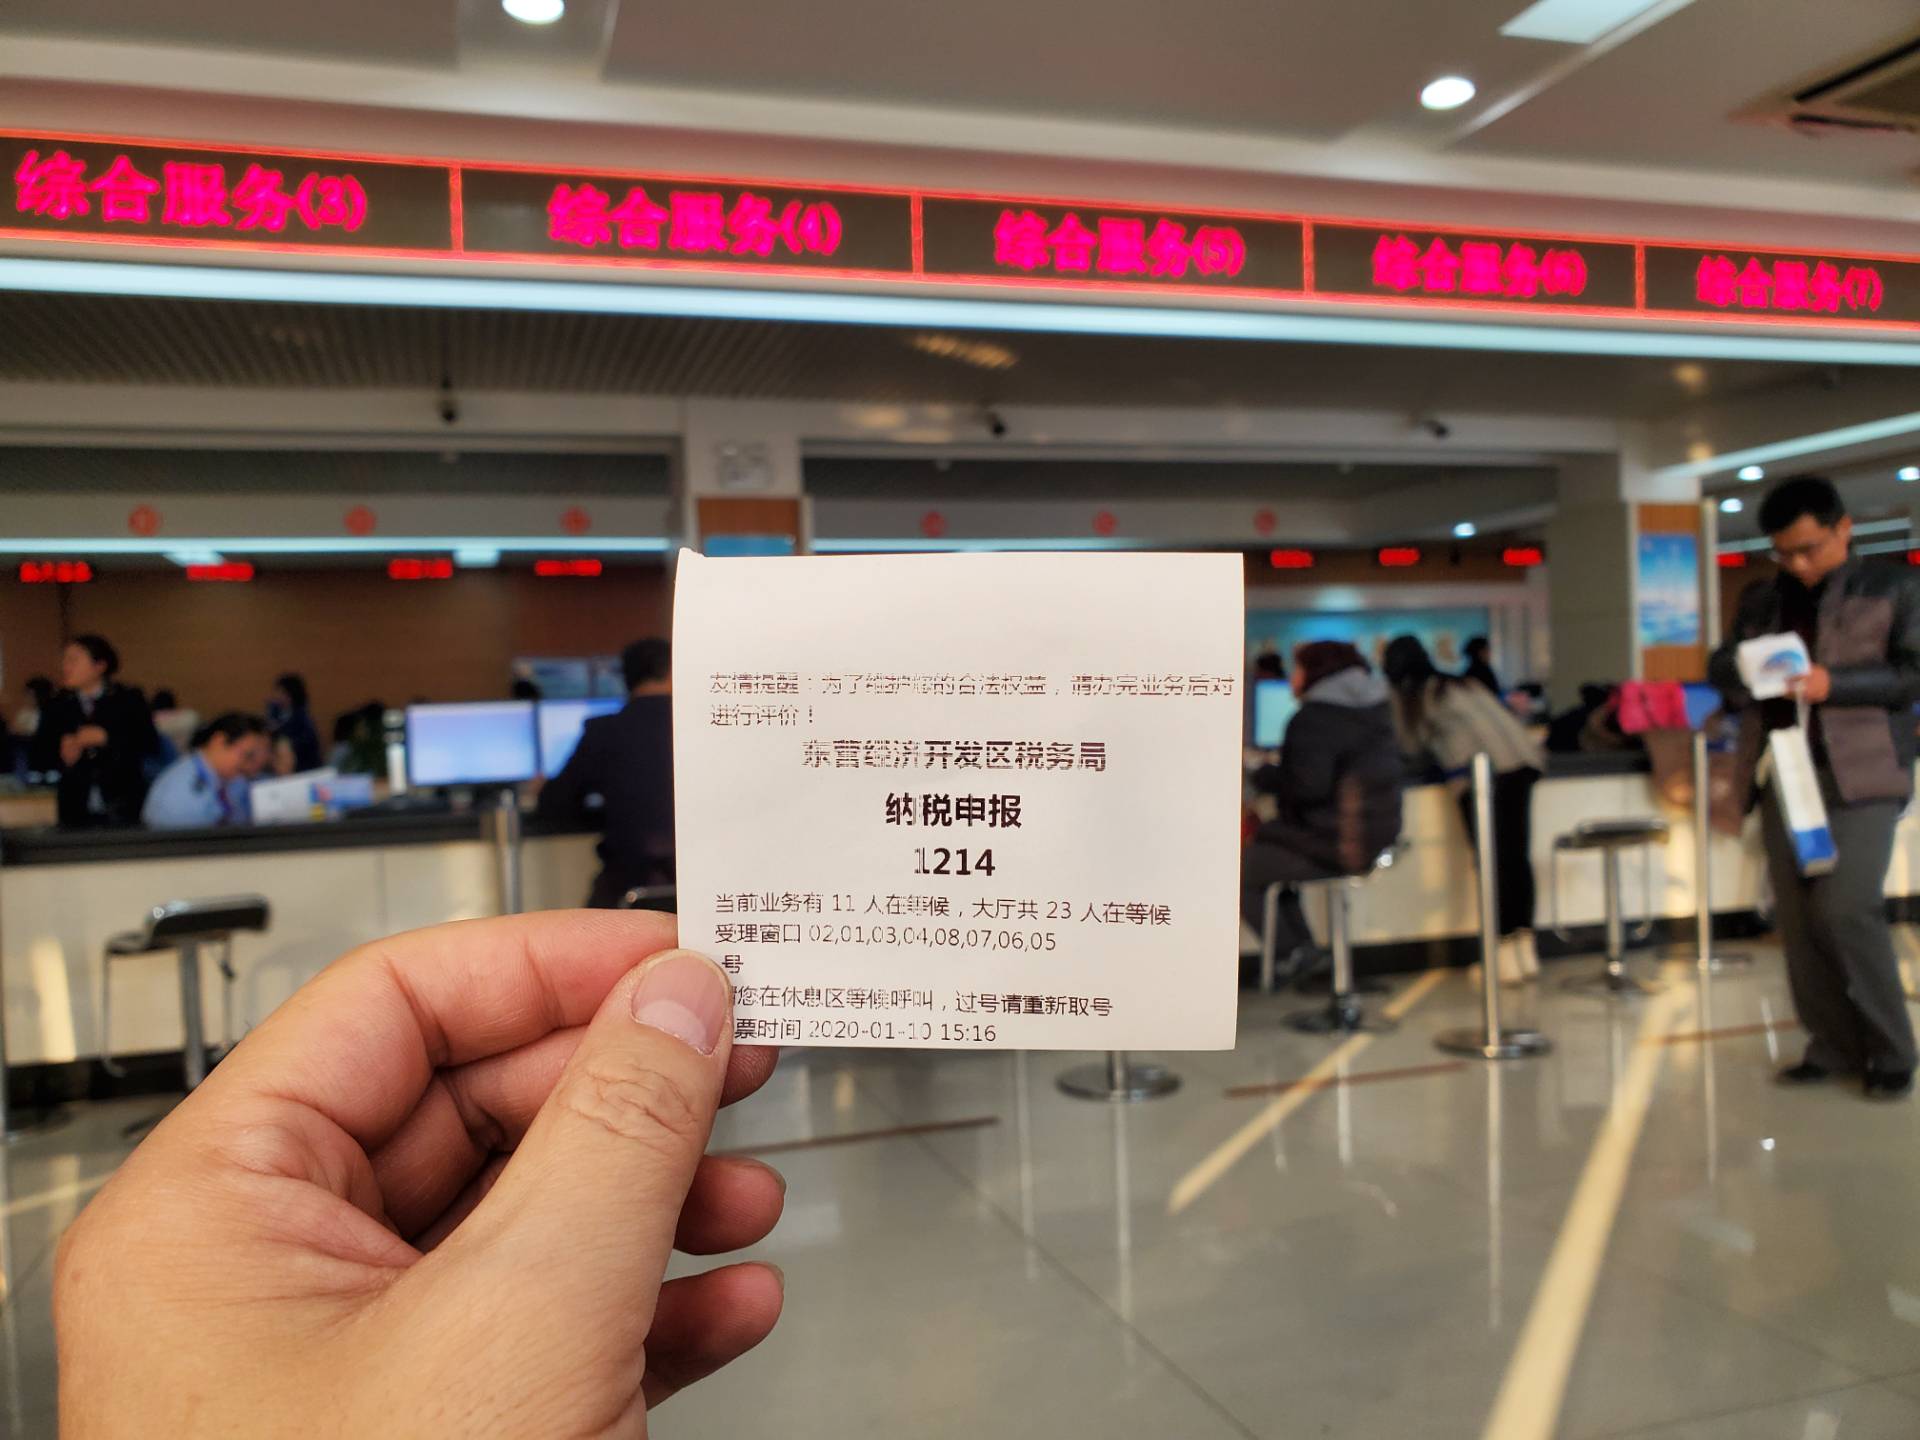 综合服务(3)
综合服务(4)
综合服务(5)
综合服务(6)
综合服务(7)
友情提醒：为了维护您的合法权益，请办完业务后对
进行评价！
东营经济开发区税务局
纳税申报
1214
当前业务有 11 人在等候，大厅共 23 人在等候
受理窗口 02,01,03,04,08,07,06,05
号
您在休息区等候呼叫，过号请重新取号
票时间 2020-01-10 15:16